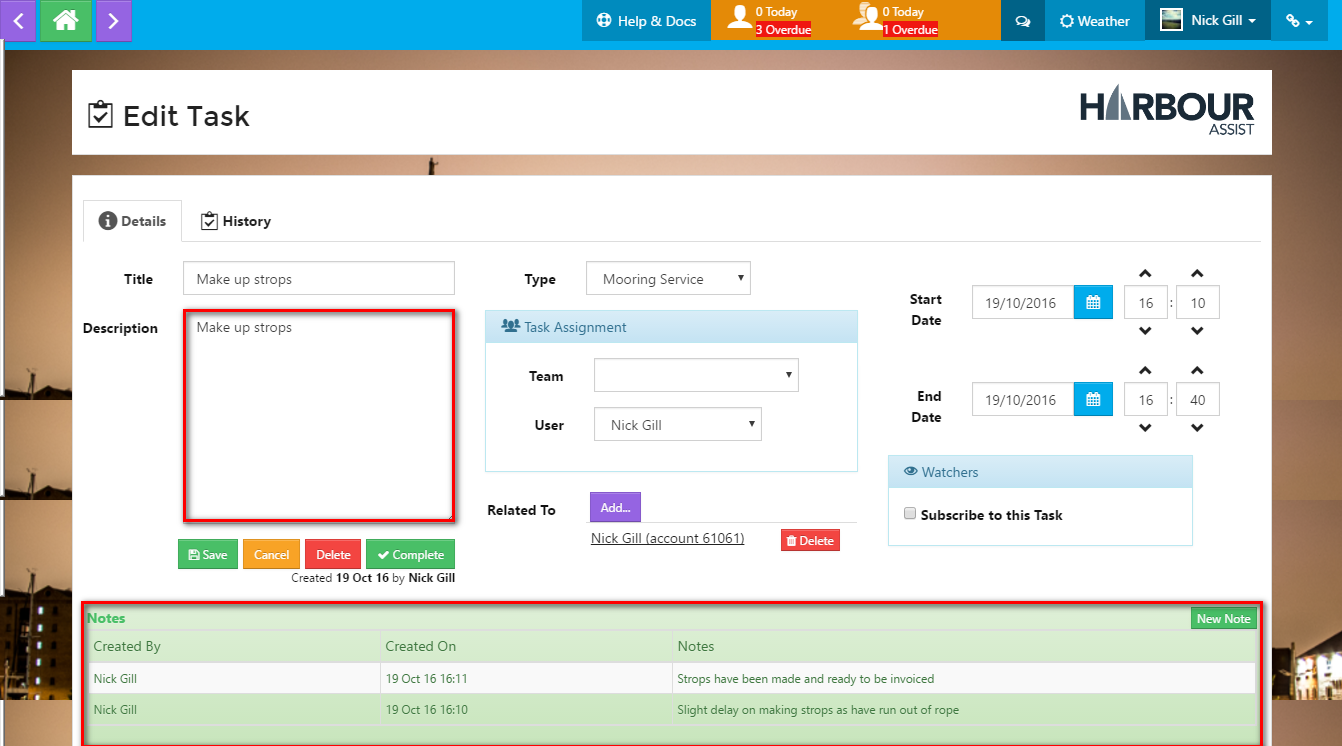 Help & Docs
0 Today
3 Overdue
0 Today
1 Overdue
Weather
Nick Gill
Edit Task
HARBOUR
ASSIST
Details
History
Title
Make up strops
Type
Mooring Service
Start
Date
19/10/2016
16
:
10
Description
Make up strops
Task Assignment
Team
User
Nick Gill
End
Date
19/10/2016
16
:
40
Watchers
Subscribe to this Task
Related To
Add...
Nick Gill (account 61061)
Delete
Save
Cancel
Delete
Complete
Created 19 Oct 16 by Nick Gill
Notes
New Note
Created By
Created On
Notes
Nick Gill
19 Oct 16 16:11
Strops have been made and ready to be invoiced
Nick Gill
19 Oct 16 16:10
Slight delay on making strops as have run out of rope